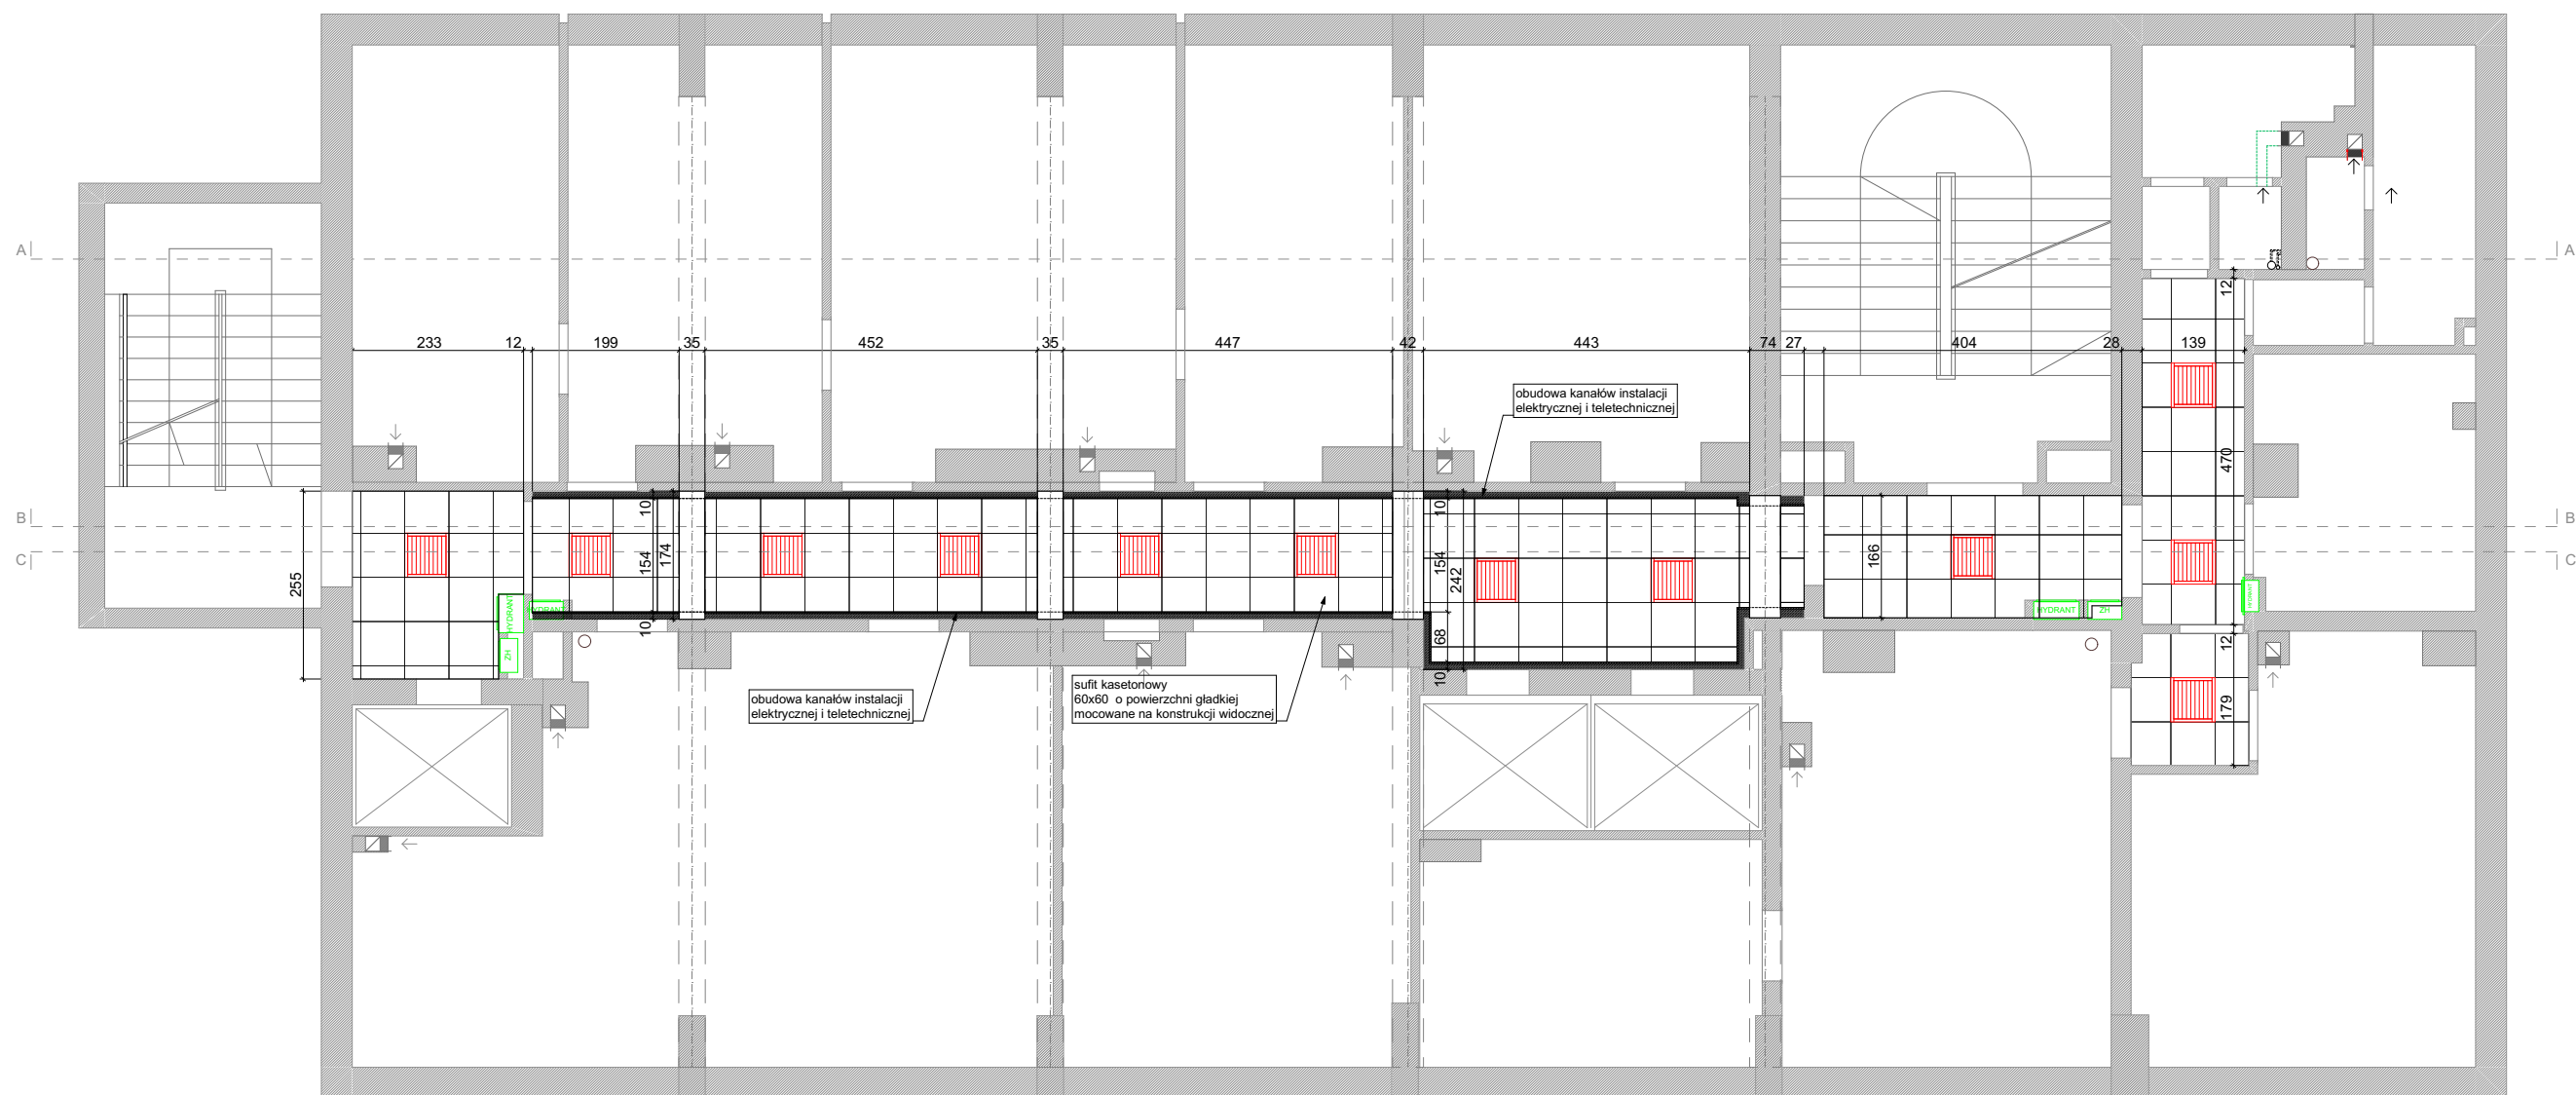 A
A
233
12
199
35
452
35
447
42
443
74
27
404
28
139
12
470
obudowa kanałów instalacji
elektrycznej i teletechnicznej
B
B
C
C
255
10
154
174
10
10
154
242
68
10
166
HYDRANT
HYDRANT
ZH
HYDRANT
ZH
HYDRANT
12
179
obudowa kanałów instalacji
elektrycznej i teletechnicznej
sufit kasetonowy
60x60 o powierzchni gładkiej
mocowane na konstrukcji widocznej